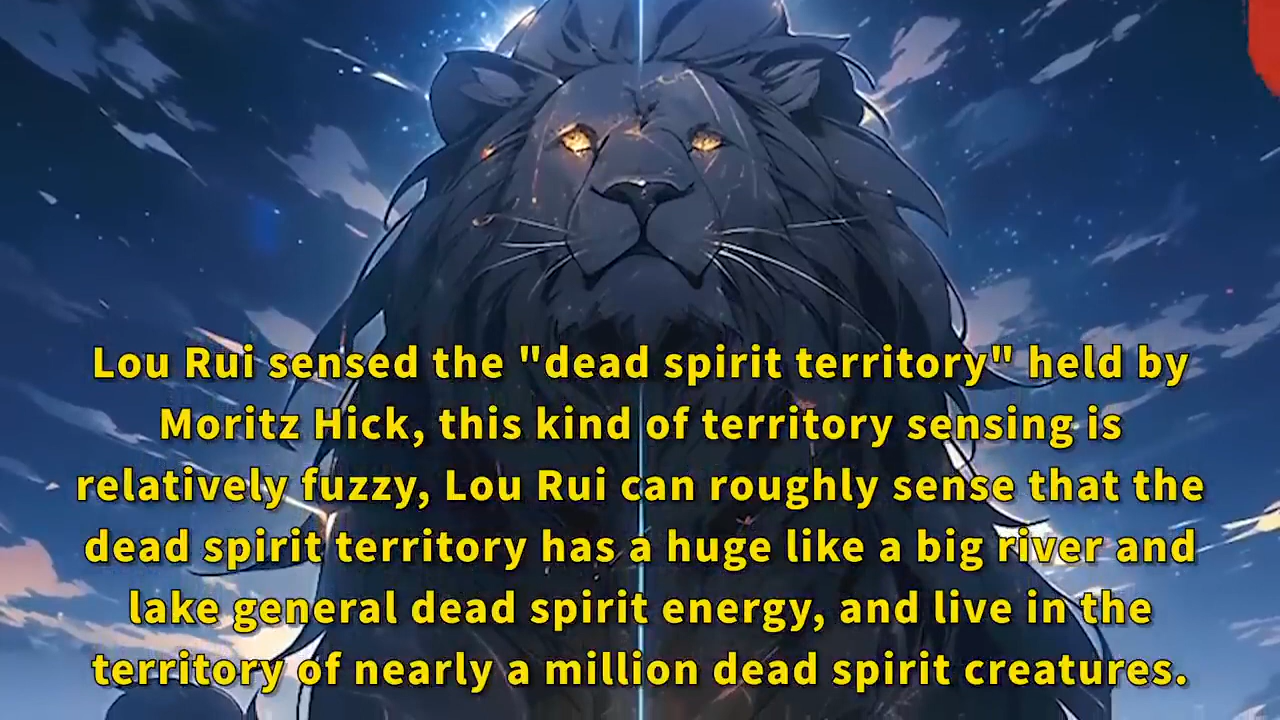 Lou Rui sensed the "dead spirit territory" held by
Moritz Hick, this kind of territory sensing is
relatively fuzzy, Lou Rui can roughly sense that the
dead spirit territory has a huge like a big river and
lake general dead spirit energy, and live in the
territory of nearly a million dead spirit creatures.